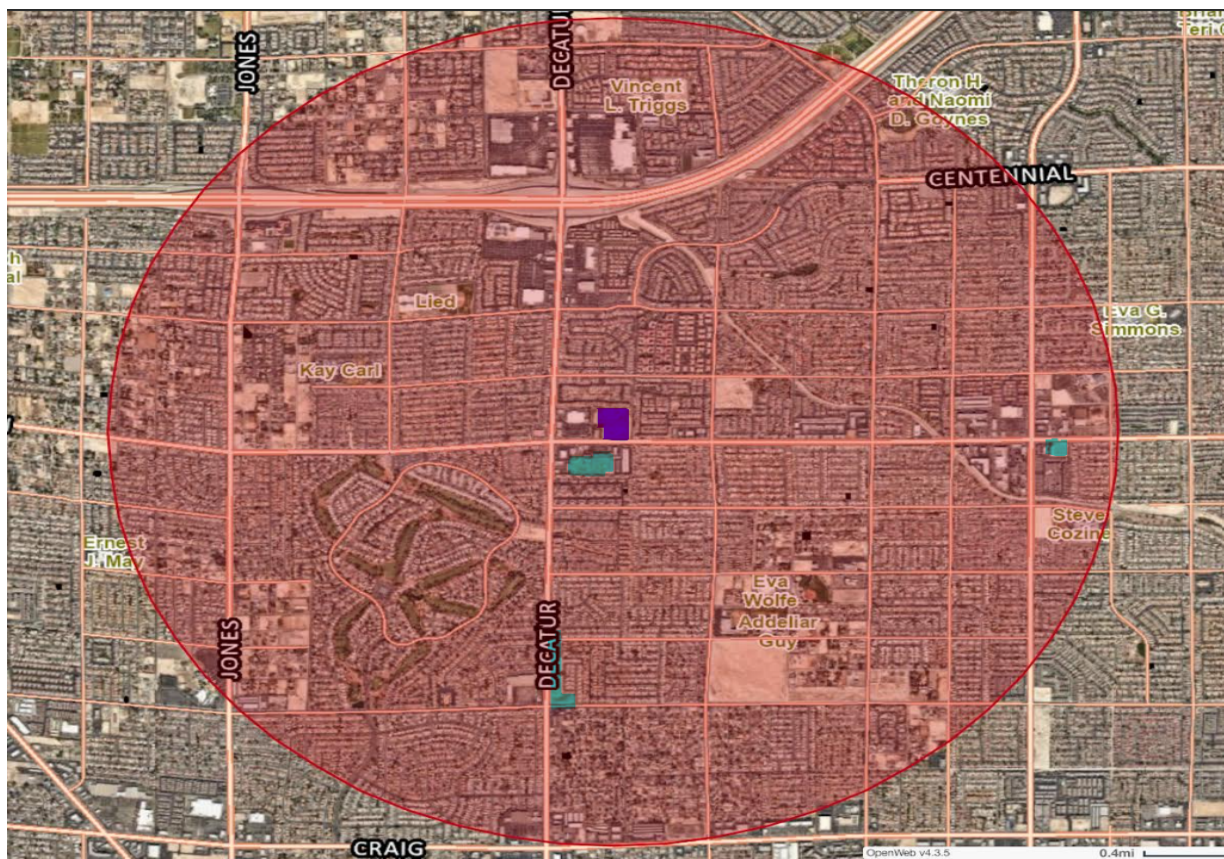 JONES
DECATUR
Vincent
L. Triggs
Theron H.
and Naomi
D. Goynes
CENTENNIAL
Lied
Kay Carl
Eva G.
Simmons
Ernest
J. May
Steve
Cozine
Eva
Wolfe
Addeliar
Guy
JONES
DECATUR
CRAIG
OpenWeb v4.3.5
0.4mi